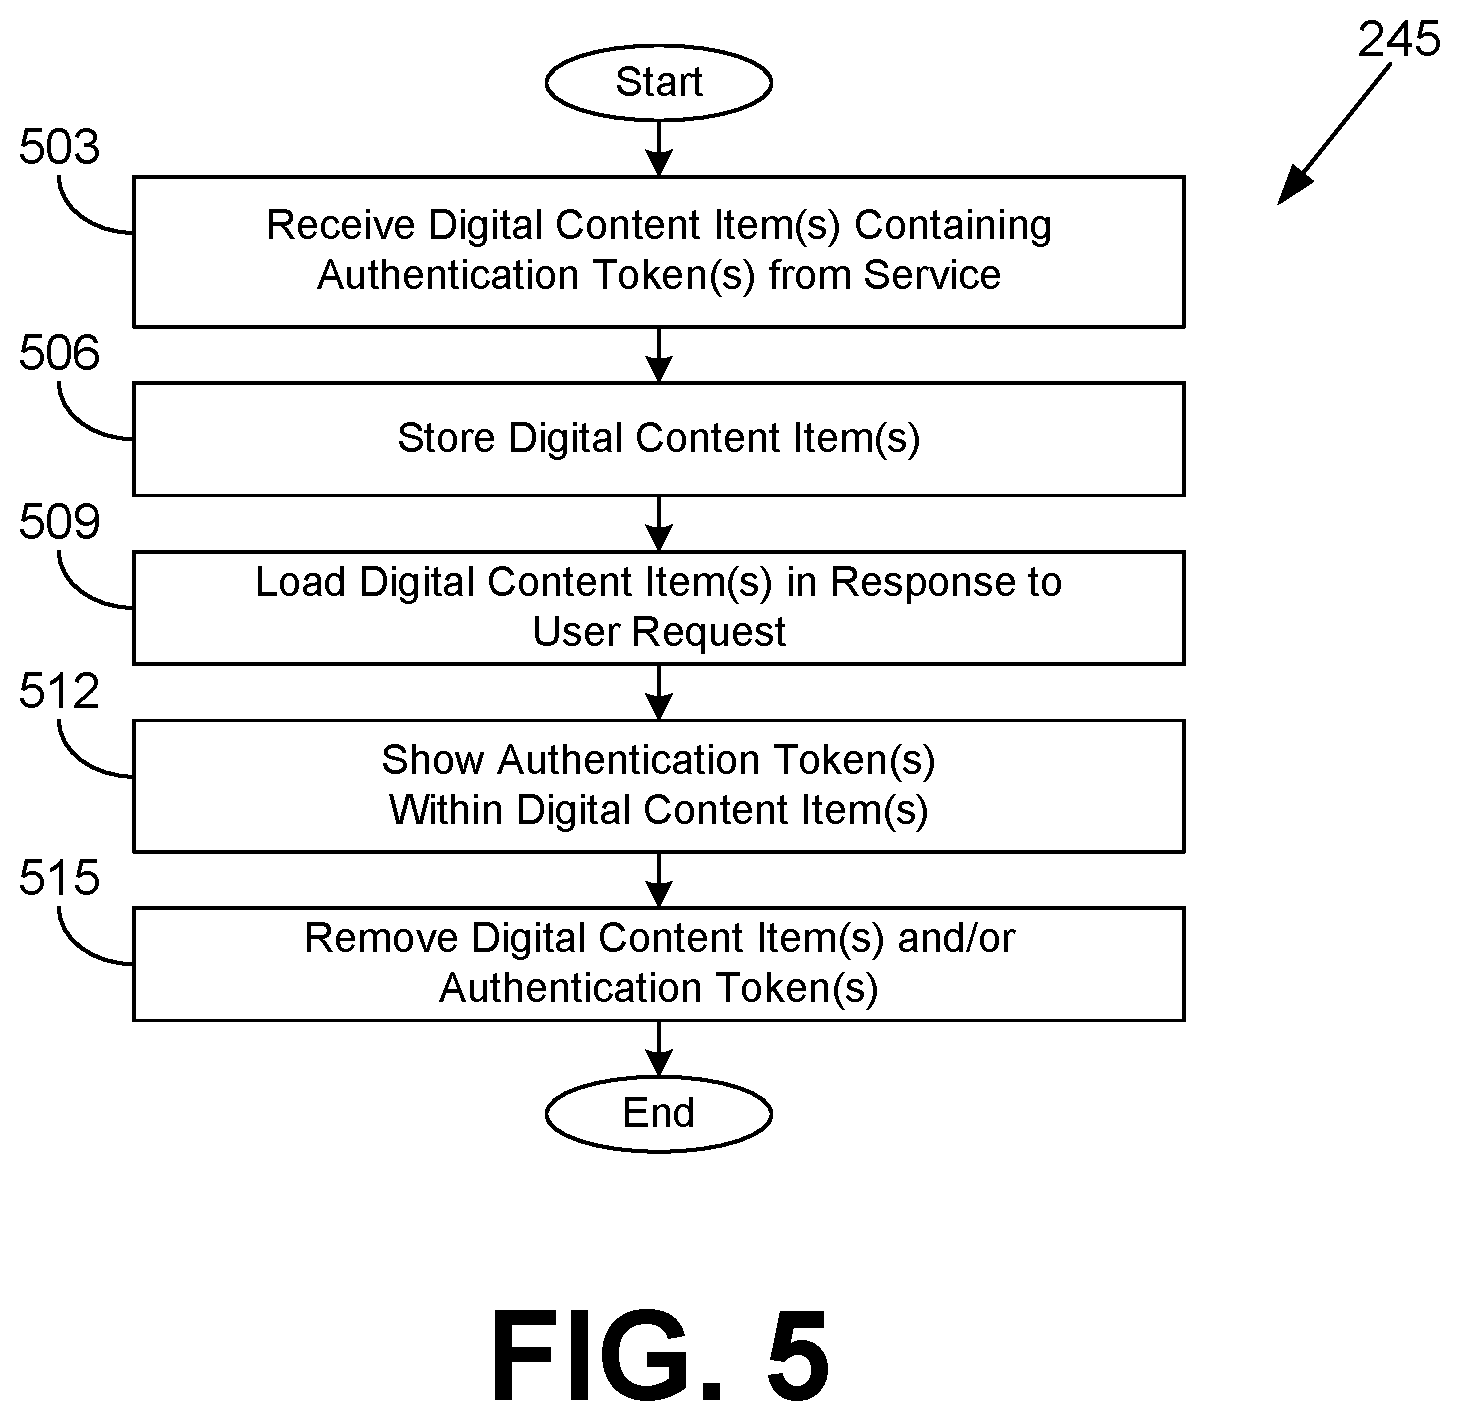 245
Start
503
Receive Digital Content Item(s) Containing
Authentication Token(s) from Service
506
Store Digital Content Item(s)
509
Load Digital Content Item(s) in Response to
User Request
512
Show Authentication Token(s)
Within Digital Content Item(s)
515
Remove Digital Content Item(s) and/or
Authentication Token(s)
End
FIG. 5